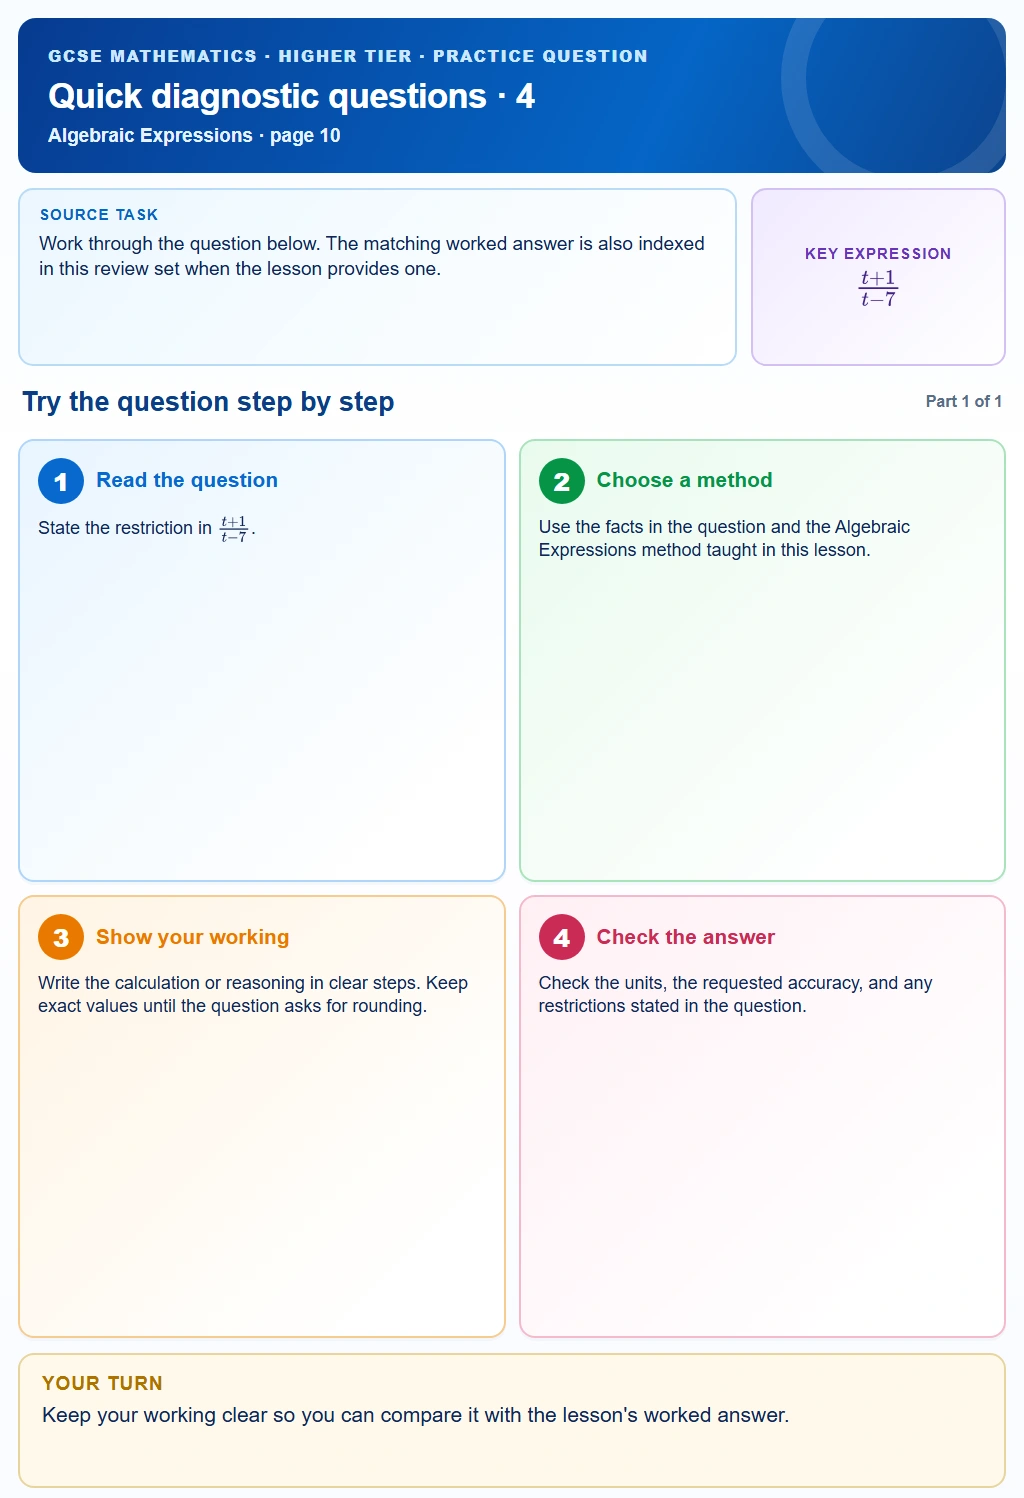 GCSE MATHEMATICS · HIGHER TIER · PRACTICE QUESTION
Quick diagnostic questions · 4
Algebraic Expressions · page 10
SOURCE TASK
Work through the question below. The matching worked answer is also indexed
in this review set when the lesson provides one.
KEY EXPRESSION
t+1
t−7
Try the question step by step
Part 1 of 1
1 Read the question
State the restriction in t+1/t−7.
2 Choose a method
Use the facts in the question and the Algebraic
Expressions method taught in this lesson.
3 Show your working
Write the calculation or reasoning in clear steps. Keep
exact values until the question asks for rounding.
4 Check the answer
Check the units, the requested accuracy, and any
restrictions stated in the question.
YOUR TURN
Keep your working clear so you can compare it with the lesson's worked answer.